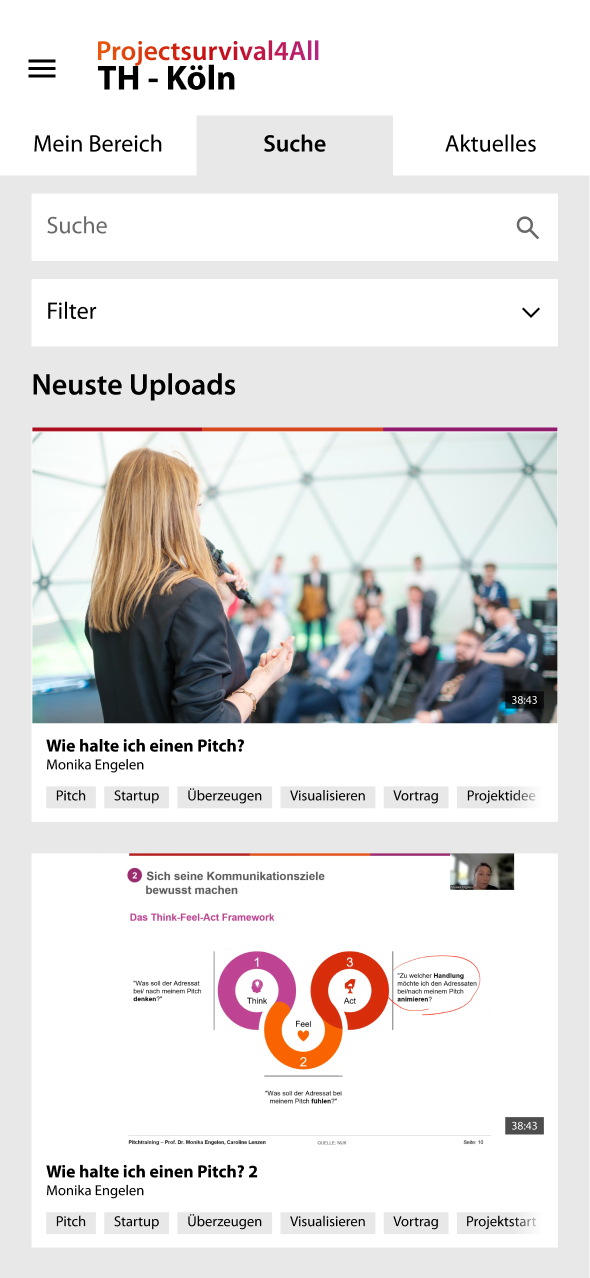 Projectsurvival4All
TH - Köln
Mein Bereich
Suche
Aktuelles
Suche
Filter
Neuste Uploads
38:43
Wie halte ich einen Pitch?
Monika Engelen
Pitch Startup Überzeugen Visualisieren Vortrag Projektidee
2 Sich seine Kommunikationsziele
bewusst machen
Das Think-Feel-Act Framework
1
Think
"Was soll der Adressat
bei/ nach meinem Pitch
denken?"
3
Act
"Zu welcher Handlung
möchte ich den Adressaten
bei/nach meinem Pitch
animieren?
Feel
2
"Was soll der Adressat bei
meinem Pitch fühlen?"
38:43
Pitchtraining – Prof. Dr. Monika Engelen, Caroline Lenzen
QUELLE:
Seite: 10
Wie halte ich einen Pitch? 2
Monika Engelen
Pitch Startup Überzeugen Visualisieren Vortrag Projektstart